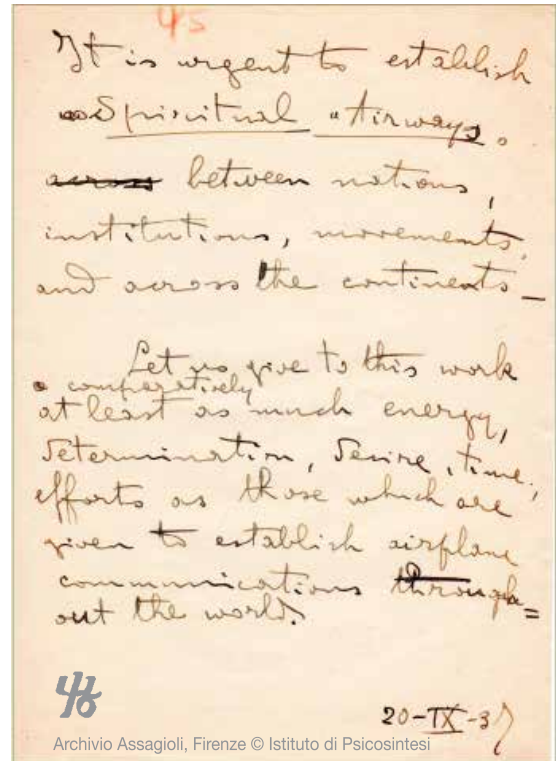 45
It is urgent to establish
"Spiritual "Airways"
across between nations,
institutions, movements,
and across the continents —
Let us give to this work
comparatively
at least as much energy,
determination, desire, time,
efforts as those which are
given to establish airplane
communications through=
out the world.
20-IX-37
Archivio Assagioli, Firenze © Istituto di Psicosintesi